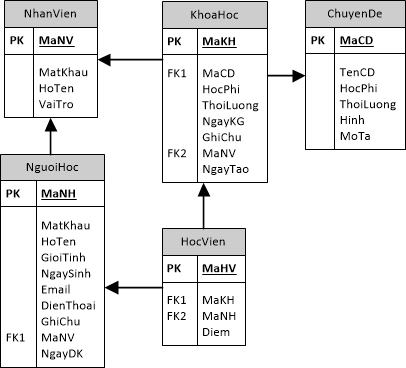 NhanVien
PK MaNV
MatKhau
HoTen
VaiTro
KhoaHoc
PK MaKH
FK1 MaCD
HocPhi
ThoiLuong
NgayKG
GhiChu
FK2 MaNV
NgayTao
ChuyenDe
PK MaCD
TenCD
HocPhi
ThoiLuong
Hinh
MoTa
NguoiHoc
PK MaNH
MatKhau
HoTen
GioiTinh
NgaySinh
Email
DienThoai
GhiChu
FK1 MaNV
NgayDK
HocVien
PK MaHV
FK1 MaKH
FK2 MaNH
Diem